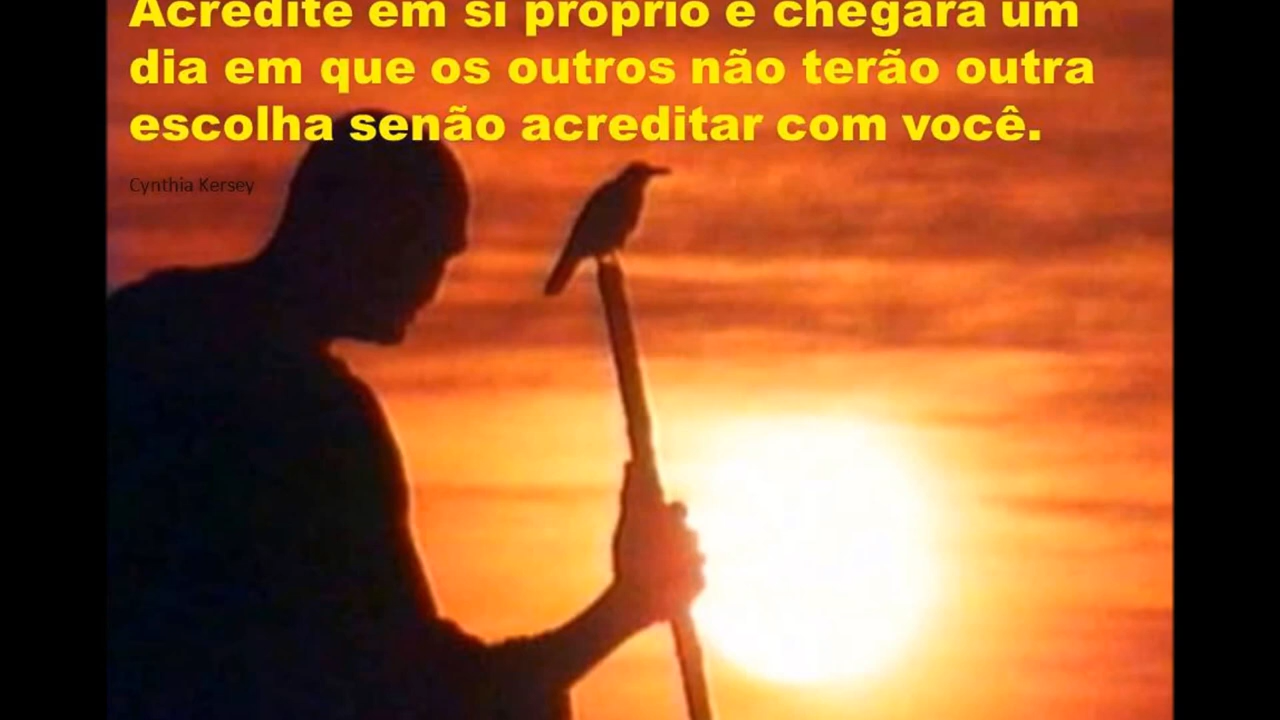 Acredite em si próprio e chegará um
dia em que os outros não terão outra
escolha senão acreditar com você.
Cynthia Kersey